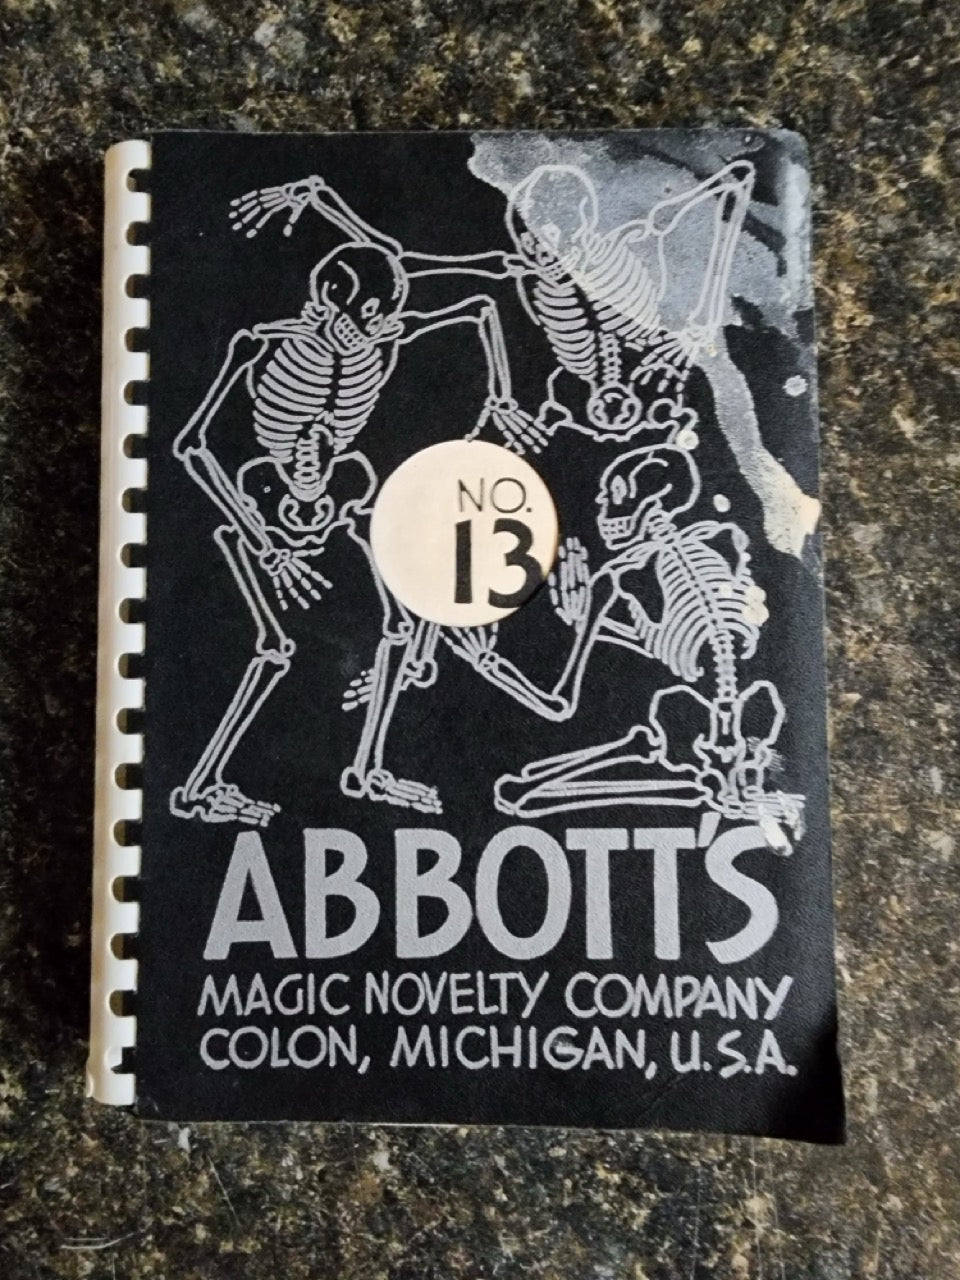 NO.
13
ABBOTT'S
MAGIC NOVELTY COMPANY
COLON, MICHIGAN, U.S.A.